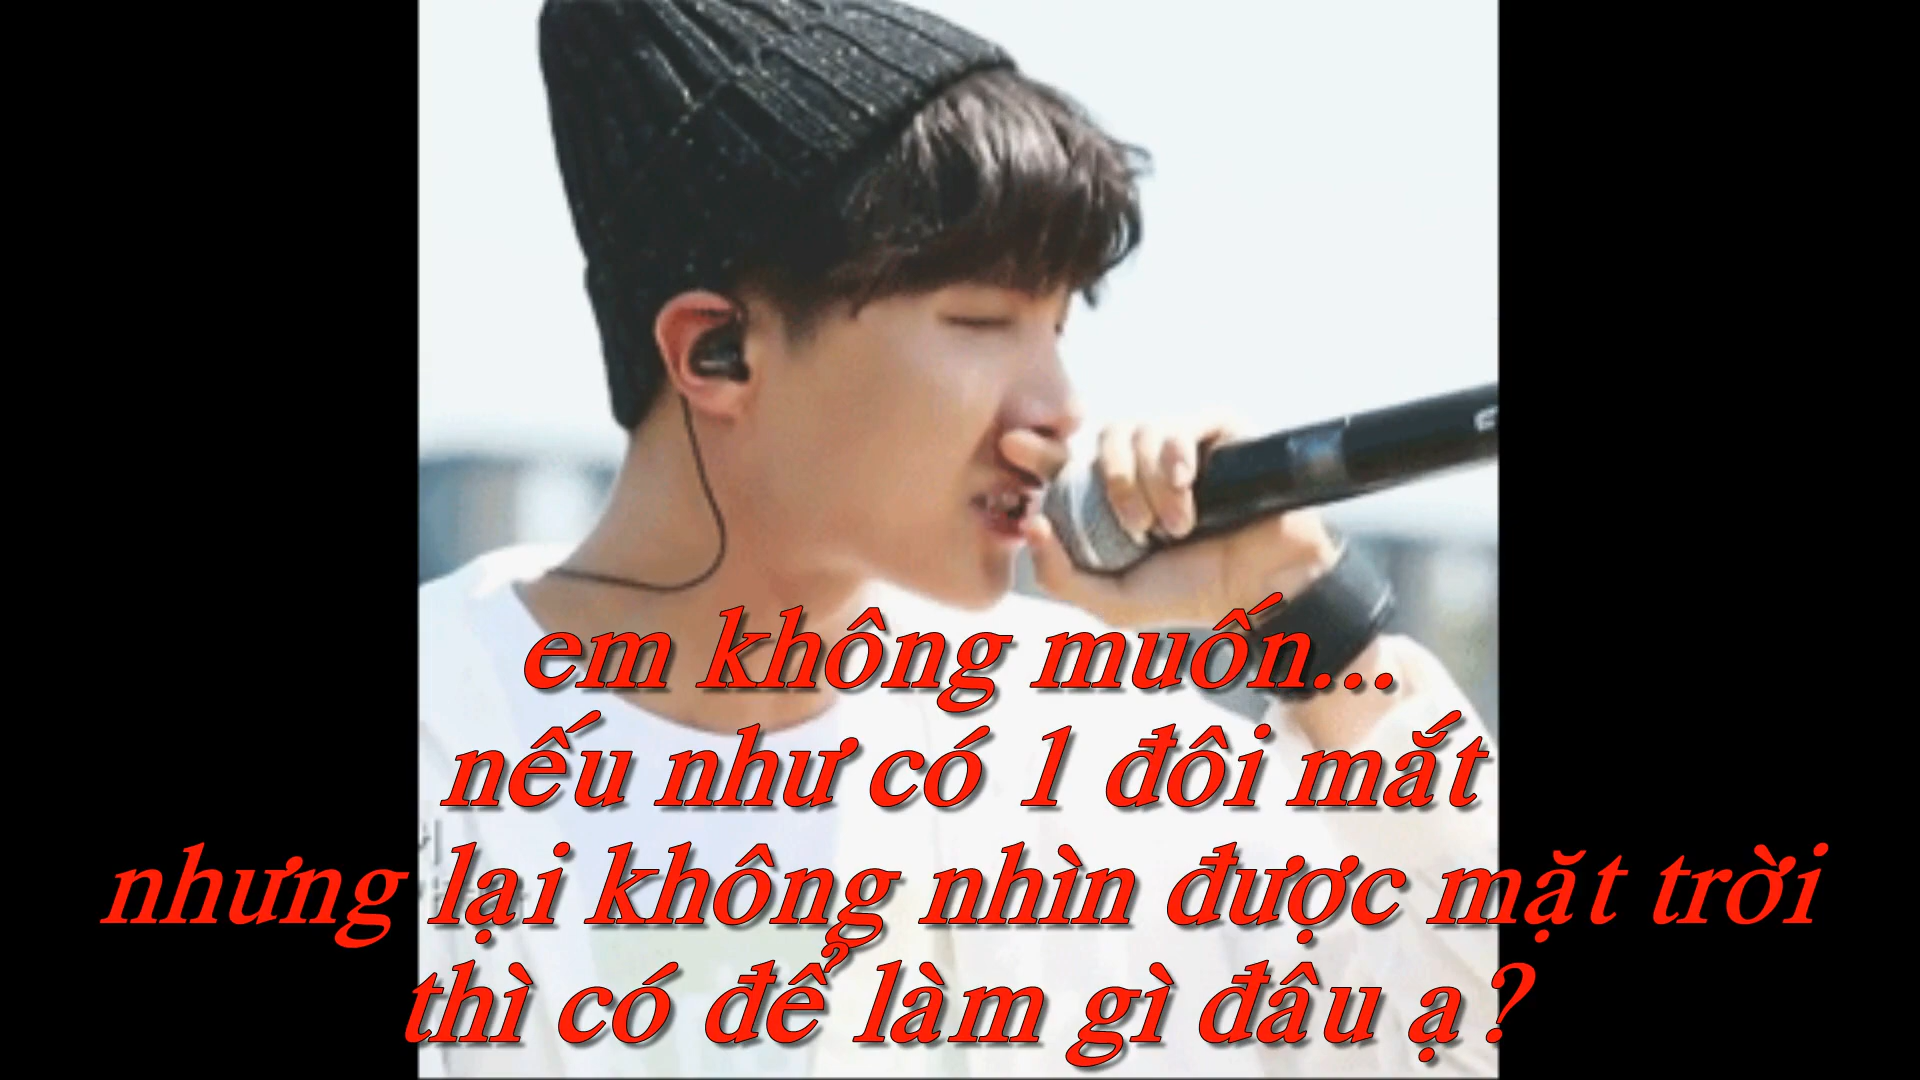 em không muốn...
nếu như có 1 đôi mắt
nhưng lại không nhìn được mặt trời
thì có để làm gì đâu ạ?